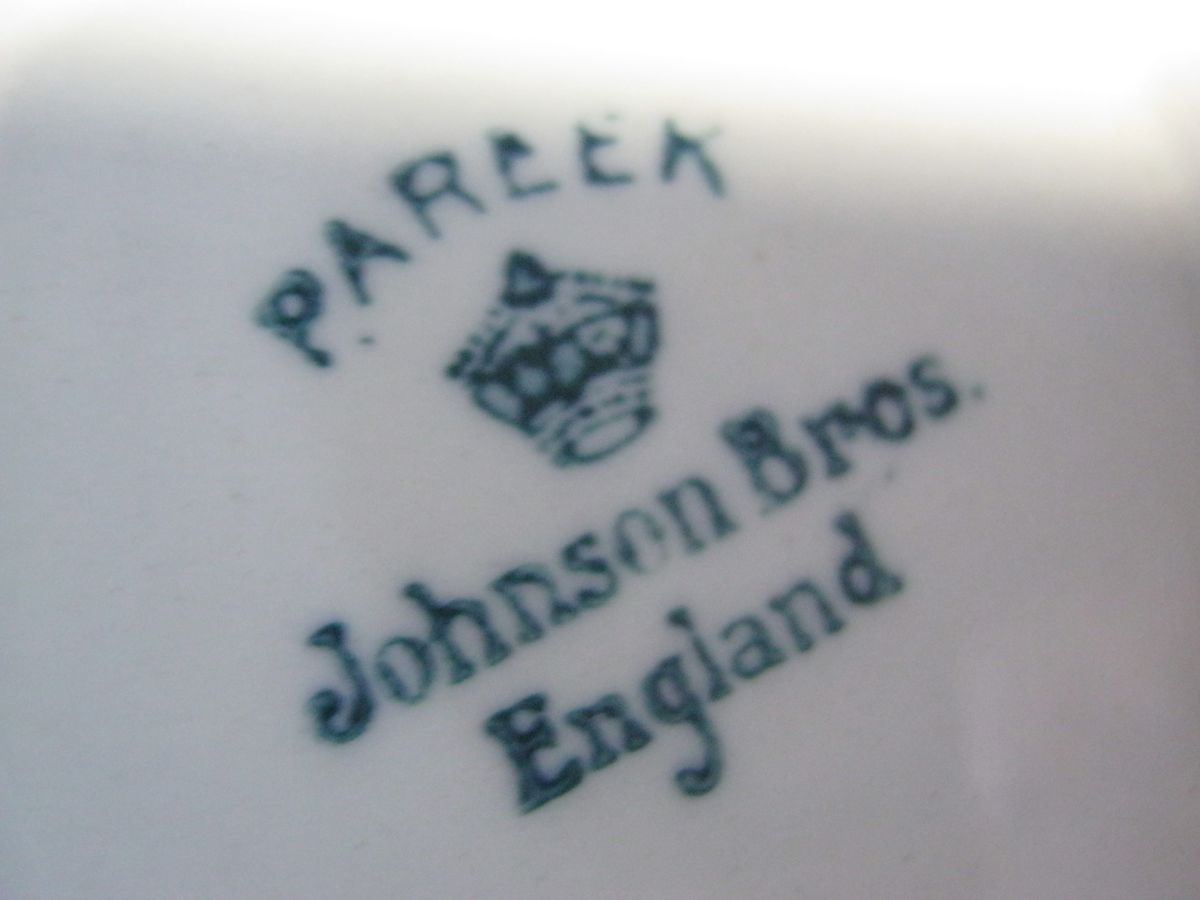 PAREEK
Johnson Bros.
England